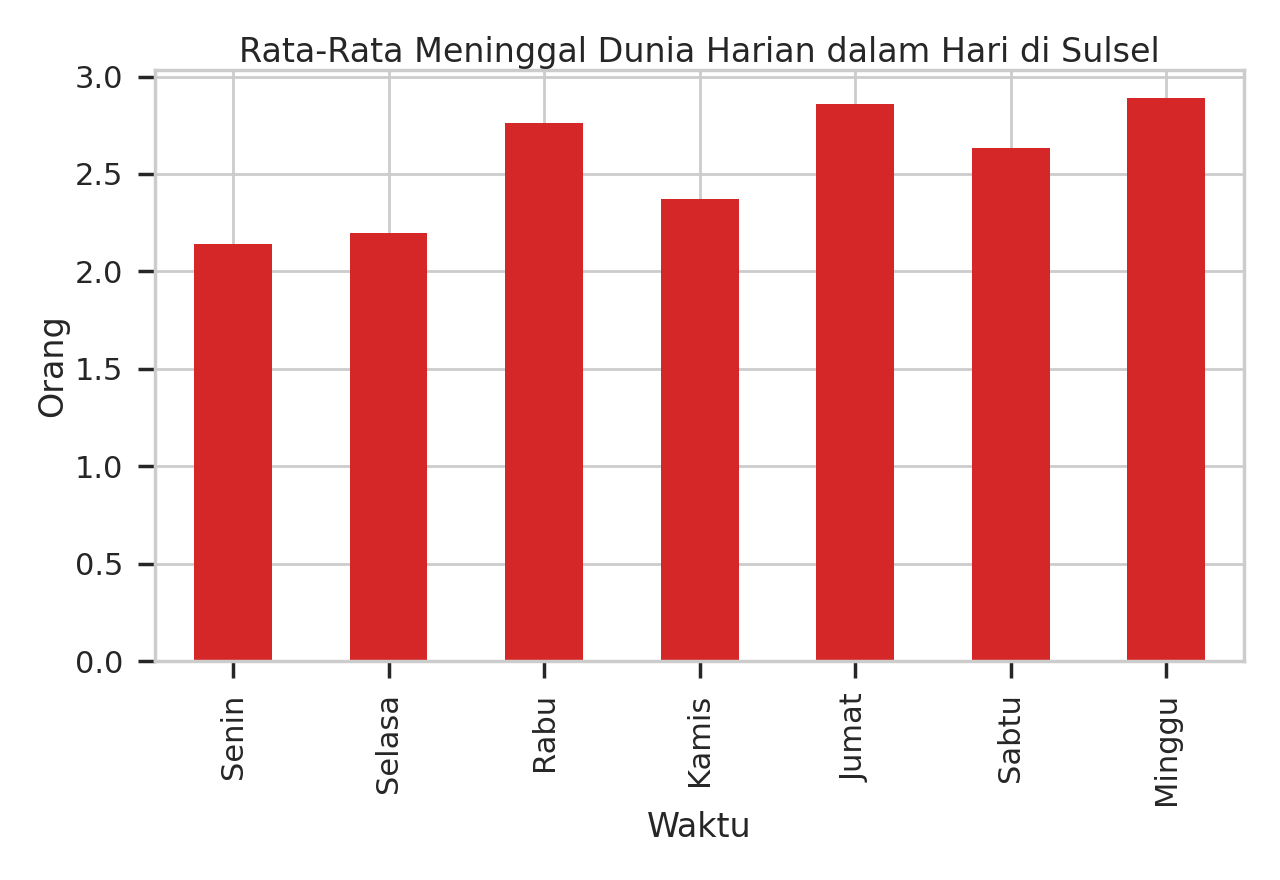 Rata-Rata Meninggal Dunia Harian dalam Hari di Sulsel
3.0
2.5
2.0
1.5
1.0
0.5
0.0
Orang
Senin
Selasa
Rabu
Kamis
Jumat
Sabtu
Minggu
Waktu